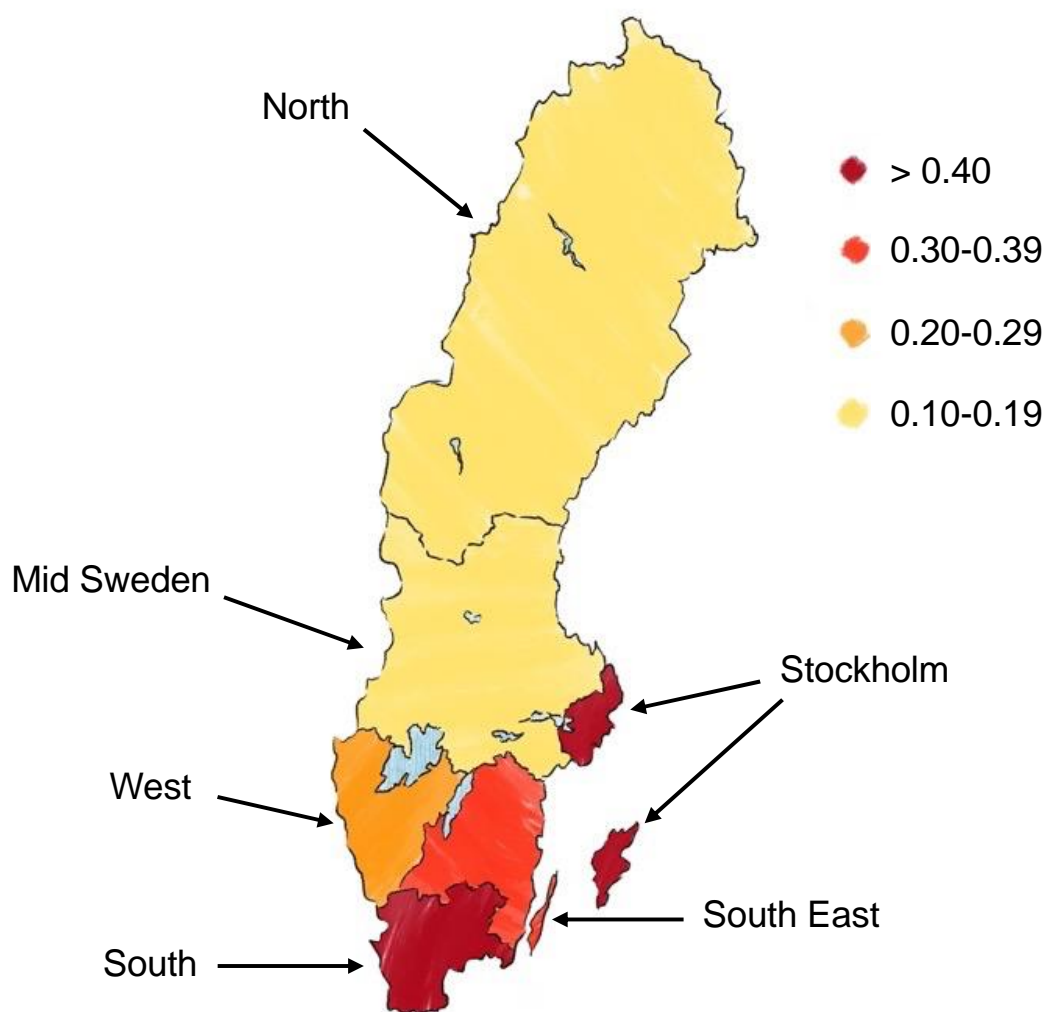 North
> 0.40
0.30-0.39
0.20-0.29
0.10-0.19
Mid Sweden
Stockholm
West
South East
South